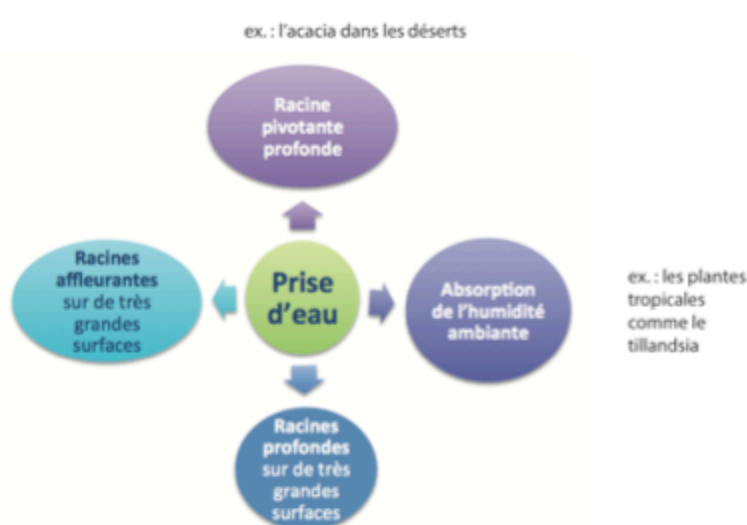 ex. : l'acacia dans les déserts
Racine
pivotante
profonde
Racines
affleurantes
sur de très
grandes
surfaces
Prise
d'eau
Absorption
de l'humidité
ambiante
ex. : les plantes
tropicales
comme le
tillandsia
Racines
profondes
sur de très
grandes
surfaces